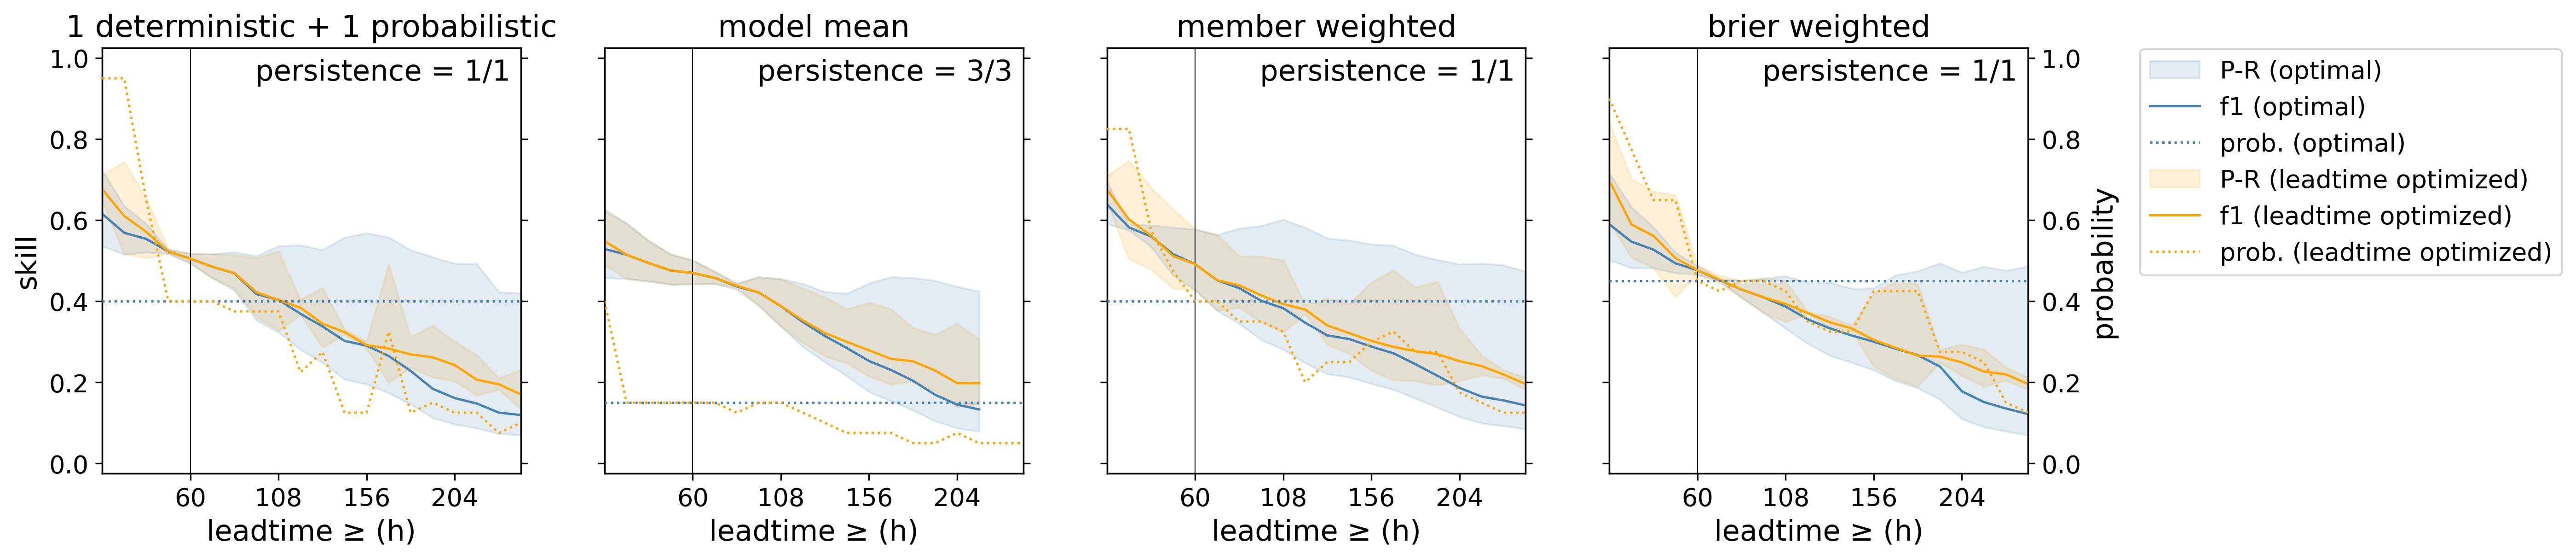 1 deterministic + 1 probabilistic
model mean
member weighted
brier weighted
persistence = 1/1
persistence = 3/3
persistence = 1/1
persistence = 1/1
skill
1.0
0.8
0.6
0.4
0.2
0.0
60 108 156 204
60 108 156 204
60 108 156 204
60 108 156 204
leadtime ≥ (h)
leadtime ≥ (h)
leadtime ≥ (h)
leadtime ≥ (h)
1.0
0.8
0.6
0.4
0.2
0.0
probability
P-R (optimal)
f1 (optimal)
prob. (optimal)
P-R (leadtime optimized)
f1 (leadtime optimized)
prob. (leadtime optimized)